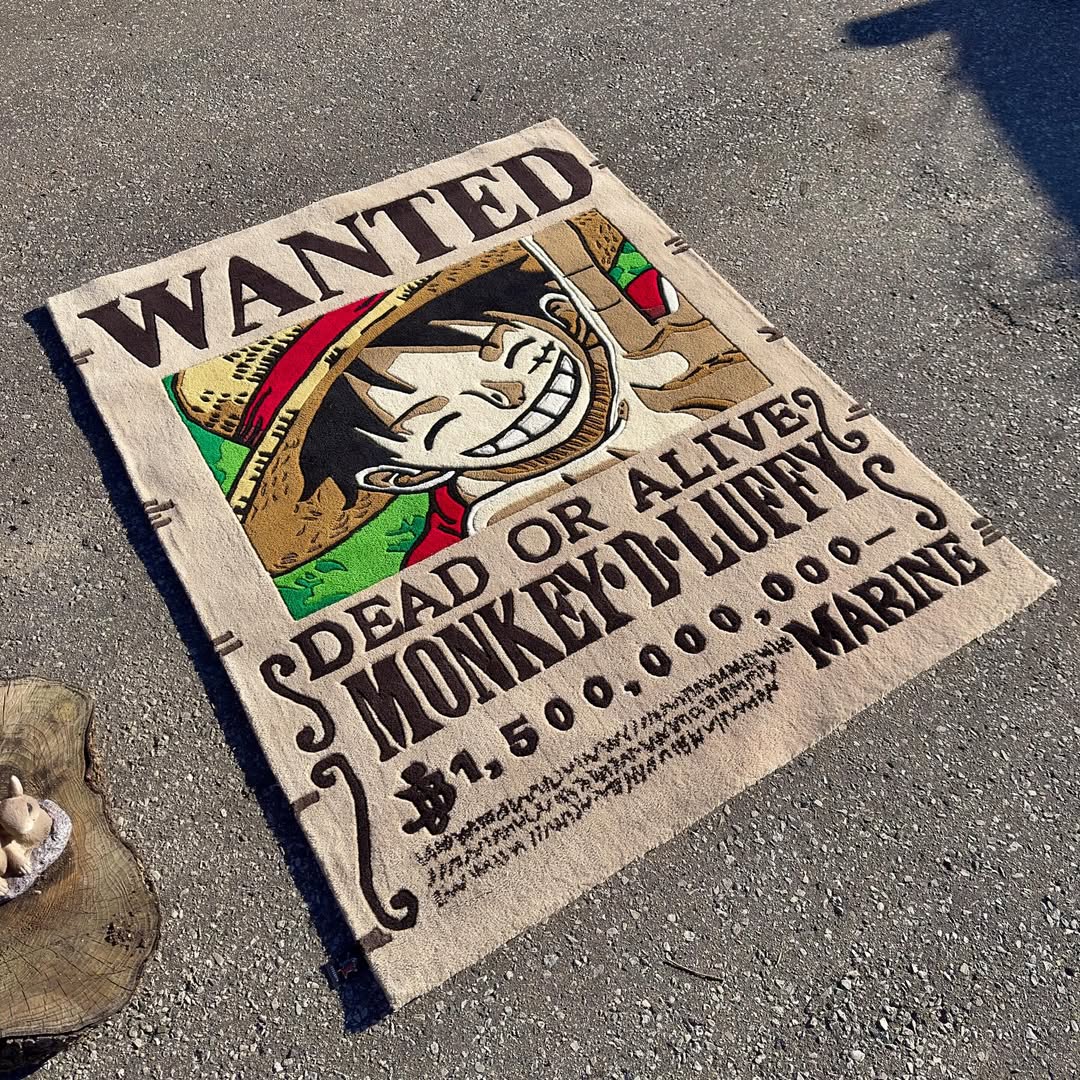 WANTED
DEAD OR ALIVE
MONKEY•D•LUFFY
฿1,500,000,000-
MARINE